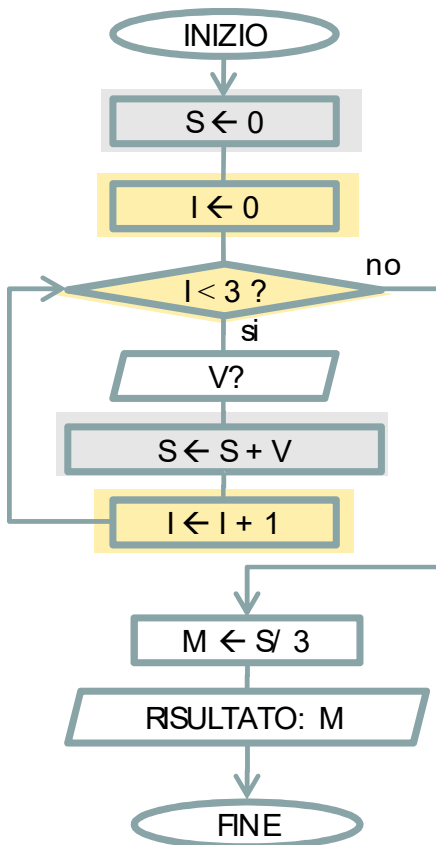 INIZIO
S ← 0
I ← 0
I < 3 ?
no
si
V?
S ← S + V
I ← I + 1
M ← S/ 3
RISULTATO: M
FINE